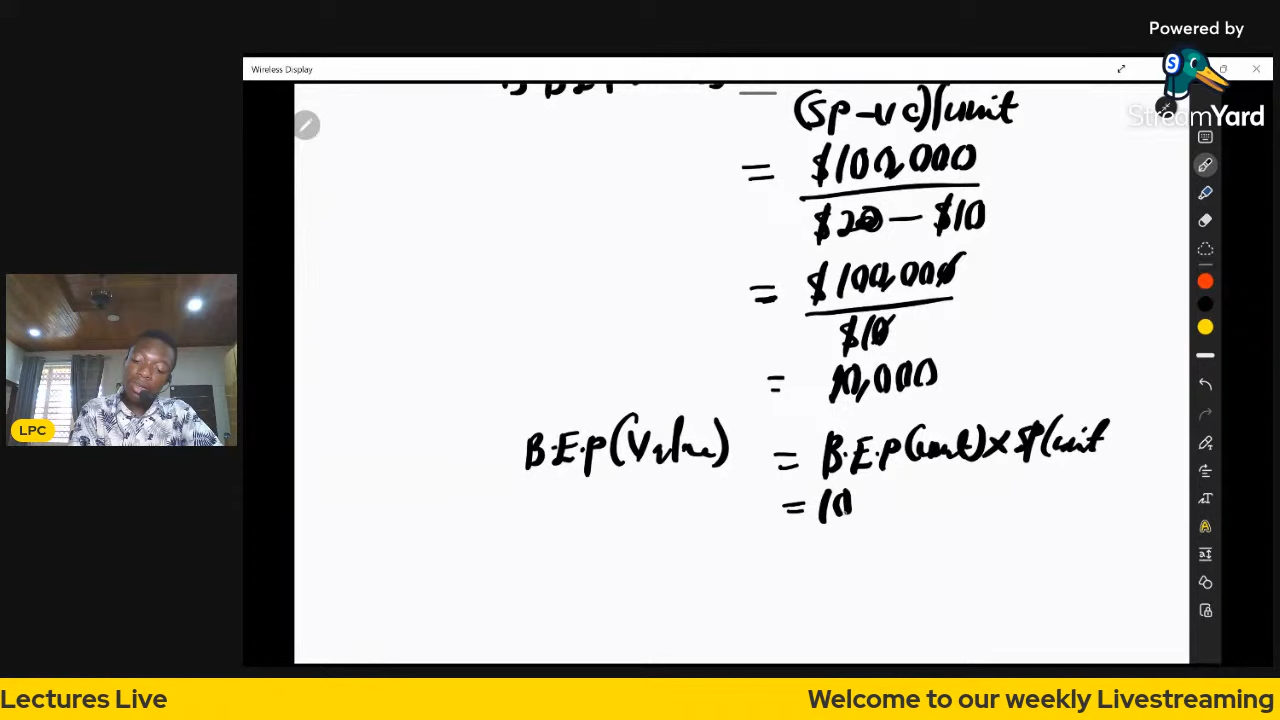 Powered by
StreamYard
Wireless Display
(SP-VC)/unit
= $100,000
$20 - $10
= $100,000
$10
= 10,000
B.E.P(Value) = B.E.P(unit) x SP/unit
= 10
LPC
Lectures Live
Welcome to our weekly Livestreaming